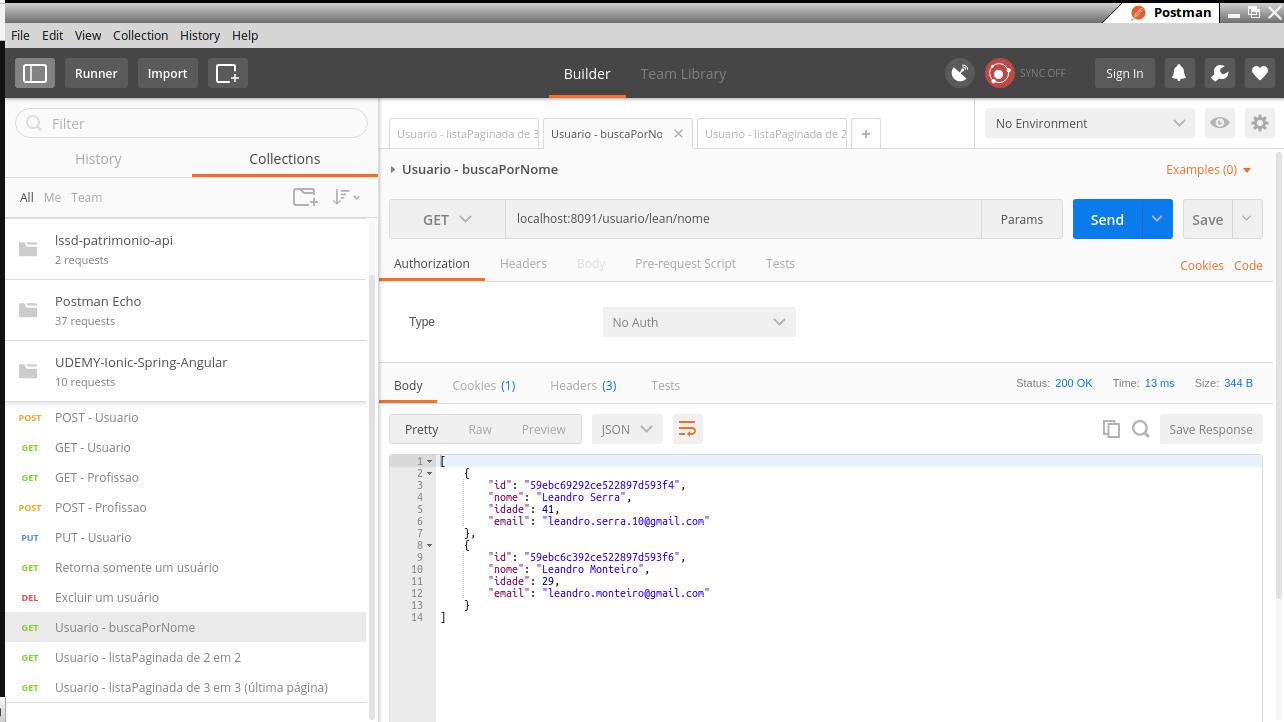 Postman
File Edit View Collection History Help
Runner Import Builder Team Library SYNC OFF Sign In
Filter
History Collections
All Me Team
lssd-patrimonio-api
2 requests
Postman Echo
37 requests
UDEMY-Ionic-Spring-Angular
10 requests
POST POST - Usuario
GET GET - Usuario
GET GET - Profissao
POST POST - Profissao
PUT PUT - Usuario
GET Retorna somente um usuário
DEL Excluir um usuário
GET Usuario - buscaPorNome
GET Usuario - listaPaginada de 2 em 2
GET Usuario - listaPaginada de 3 em 3 (última página)
Usuario - listaPaginada de 3 Usuario - buscaPorNo Usuario - listaPaginada de 2 + No Environment
Usuario - buscaPorNome Examples (0)
GET localhost:8091/usuario/lean/nome Params Send Save
Authorization Headers Body Pre-request Script Tests Cookies Code
Type No Auth
Body Cookies (1) Headers (3) Tests Status: 200 OK Time: 13 ms Size: 344 B
Pretty Raw Preview JSON Save Response
1 [
2 {
3 "id": "59ebc69292ce522897d593f4",
4 "nome": "Leandro Serra",
5 "idade": 41,
6 "email": "leandro.serra.10@gmail.com"
7 },
8 {
9 "id": "59ebc6c392ce522897d593f6",
10 "nome": "Leandro Monteiro",
11 "idade": 29,
12 "email": "leandro.monteiro@gmail.com"
13 }
14 ]